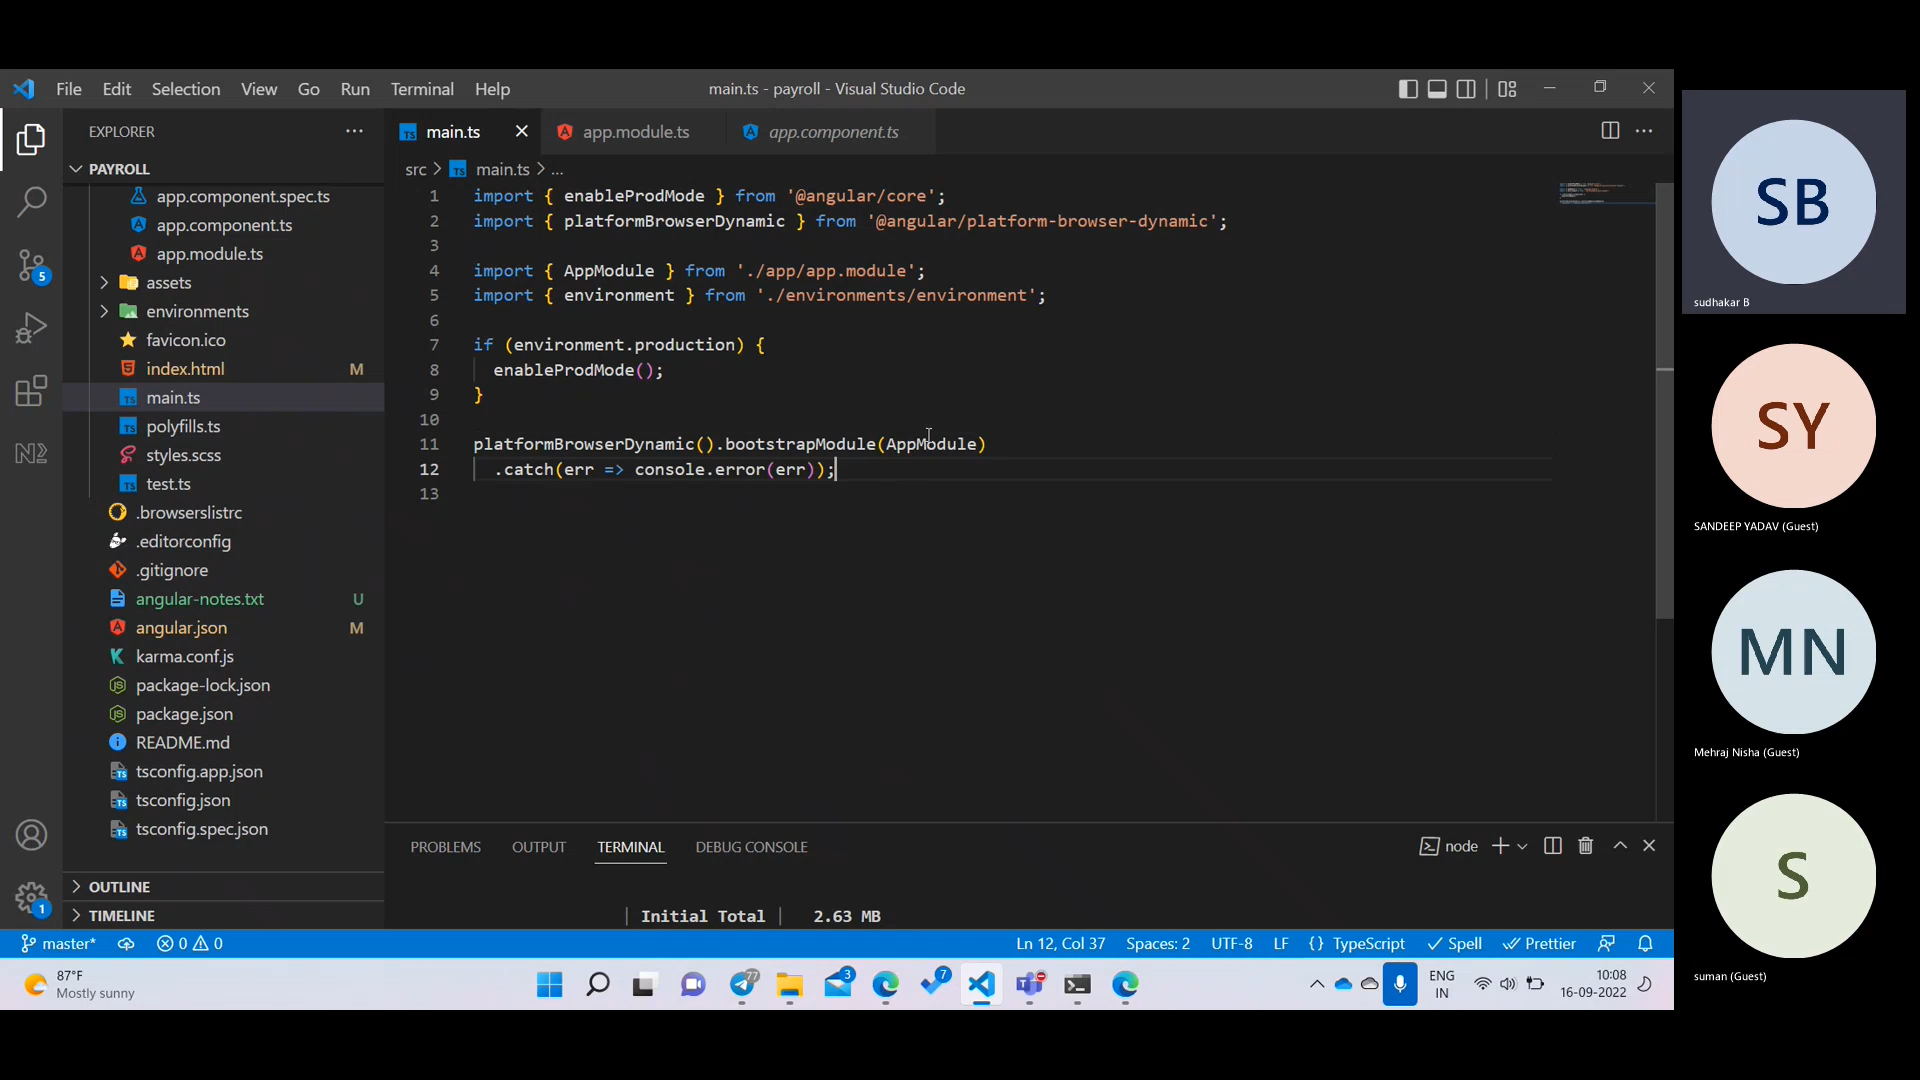 File Edit Selection View Go Run Terminal Help
main.ts - payroll - Visual Studio Code
EXPLORER
PAYROLL
app.component.spec.ts
app.component.ts
app.module.ts
assets
environments
favicon.ico
index.html M
main.ts
polyfills.ts
styles.scss
test.ts
.browserslistrc
.editorconfig
.gitignore
angular-notes.txt U
angular.json M
karma.conf.js
package-lock.json
package.json
README.md
tsconfig.app.json
tsconfig.json
tsconfig.spec.json
OUTLINE
TIMELINE
5
1
main.ts app.module.ts app.component.ts
src > main.ts > ...
1 import { enableProdMode } from '@angular/core';
2 import { platformBrowserDynamic } from '@angular/platform-browser-dynamic';
3
4 import { AppModule } from './app/app.module';
5 import { environment } from './environments/environment';
6
7 if (environment.production) {
8 enableProdMode();
9 }
10
11 platformBrowserDynamic().bootstrapModule(AppModule)
12 .catch(err => console.error(err));
13
PROBLEMS OUTPUT TERMINAL DEBUG CONSOLE
node
| Initial Total | 2.63 MB
master* 0 0
Ln 12, Col 37 Spaces: 2 UTF-8 LF {} TypeScript Spell Prettier
87°F
Mostly sunny
77 3 7
ENG
IN
10:08
16-09-2022
SB
sudhakar B
SY
SANDEEP YADAV (Guest)
MN
Mehraj Nisha (Guest)
S
suman (Guest)